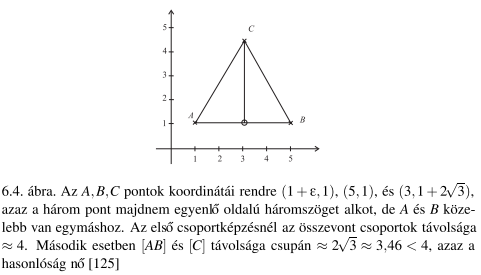 C
5
4
3
2
A
B
1
1 2 3 4 5
6.4. ábra. Az A,B,C pontok koordinátái rendre (1+ε,1), (5,1), és (3,1+2√3),
azaz a három pont majdnem egyenlő oldalú háromszöget alkot, de A és B köze-
lebb van egymáshoz. Az első csoportképzésnél az összevont csoportok távolsága
≈ 4. Második esetben [AB] és [C] távolsága csupán ≈ 2√3 ≈ 3,46 < 4, azaz a
hasonlóság nő [125]